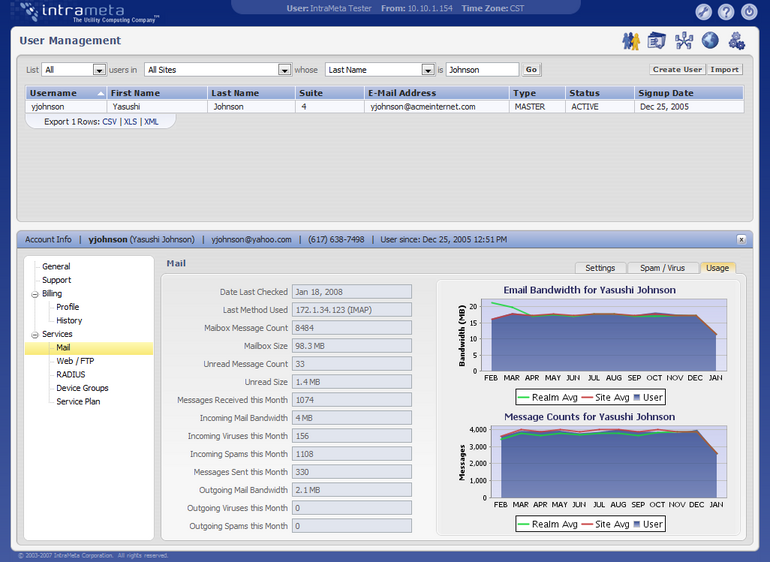 intrameta
The Utility Computing Company™
User: IntraMeta Tester From: 10.10.1.154 Time Zone: CST
User Management
List All users in All Sites whose Last Name is Johnson Go Create User Import
Username First Name Last Name Suite E-Mail Address Type Status Signup Date
yjohnson Yasushi Johnson 4 yjohnson@acmeinternet.com MASTER ACTIVE Dec 25, 2005
Export 1 Rows: CSV | XLS | XML
Account Info | yjohnson (Yasushi Johnson) | yjohnson@yahoo.com | (617) 638-7498 | User since: Dec 25, 2005 12:51 PM
General
Support
Billing
Profile
History
Services
Mail
Web / FTP
RADIUS
Device Groups
Service Plan
Mail
Settings Spam / Virus Usage
Date Last Checked Jan 18, 2008
Last Method Used 172.1.34.123 (IMAP)
Maibox Message Count 8484
Mailbox Size 98.3 MB
Unread Message Count 33
Unread Size 1.4 MB
Messages Received this Month 1074
Incoming Mail Bandwidth 4 MB
Incoming Viruses this Month 156
Incoming Spams this Month 1108
Messages Sent this Month 330
Outgoing Mail Bandwidth 2.1 MB
Outgoing Viruses this Month 0
Outgoing Spams this Month 0
Email Bandwidth for Yasushi Johnson
Bandwidth (MB)
20
15
10
5
0
FEB MAR APR MAY JUN JUL AUG SEP OCT NOV DEC JAN
Realm Avg Site Avg User
Message Counts for Yasushi Johnson
Messages
4,000
3,000
2,000
1,000
0
FEB MAR APR MAY JUN JUL AUG SEP OCT NOV DEC JAN
Realm Avg Site Avg User
© 2003-2007 IntraMeta Corporation. All rights reserved.